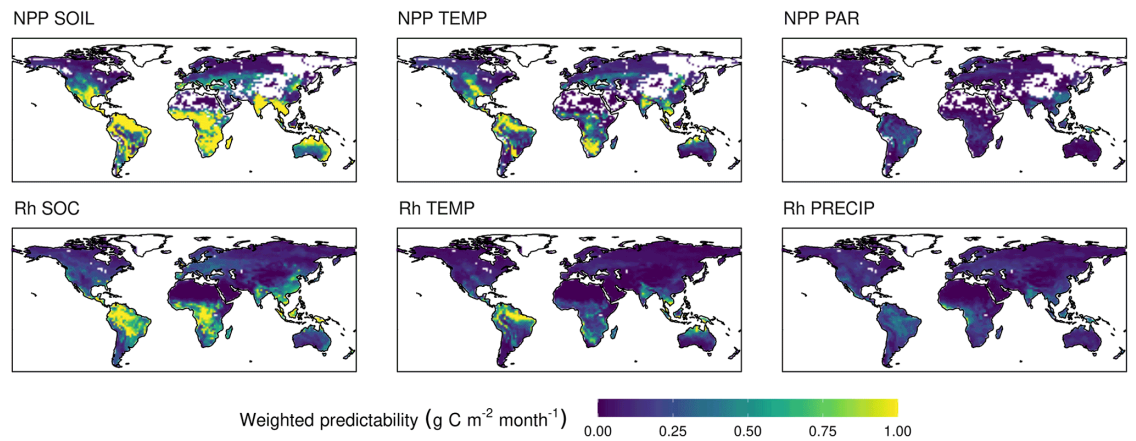 NPP SOIL NPP TEMP NPP PAR
Rh SOC Rh TEMP Rh PRECIP
Weighted predictability (g C m⁻² month⁻¹)
0.00 0.25 0.50 0.75 1.00